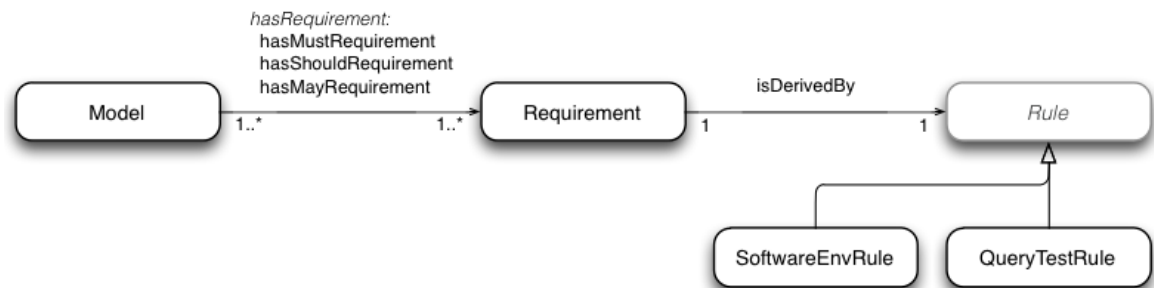 hasRequirement:
hasMustRequirement
hasShouldRequirement
hasMayRequirement
isDerivedBy
Model
1..*
1..*
Requirement
1
1
Rule
SoftwareEnvRule
QueryTestRule